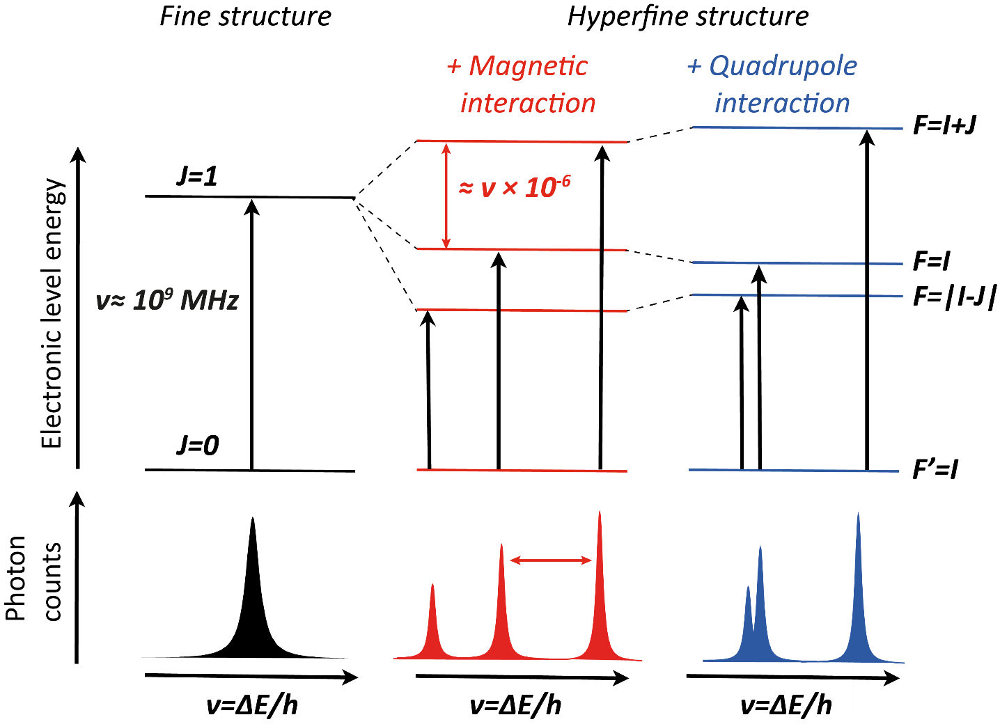 Fine structure
Hyperfine structure
+ Magnetic
interaction
+ Quadrupole
interaction
F=I+J
J=1
≈ ν × 10⁻⁶
F=I
F=|I-J|
ν≈ 10⁹ MHz
Electronic level energy
J=0
F’=I
Photon
counts
ν=ΔE/h
ν=ΔE/h
ν=ΔE/h